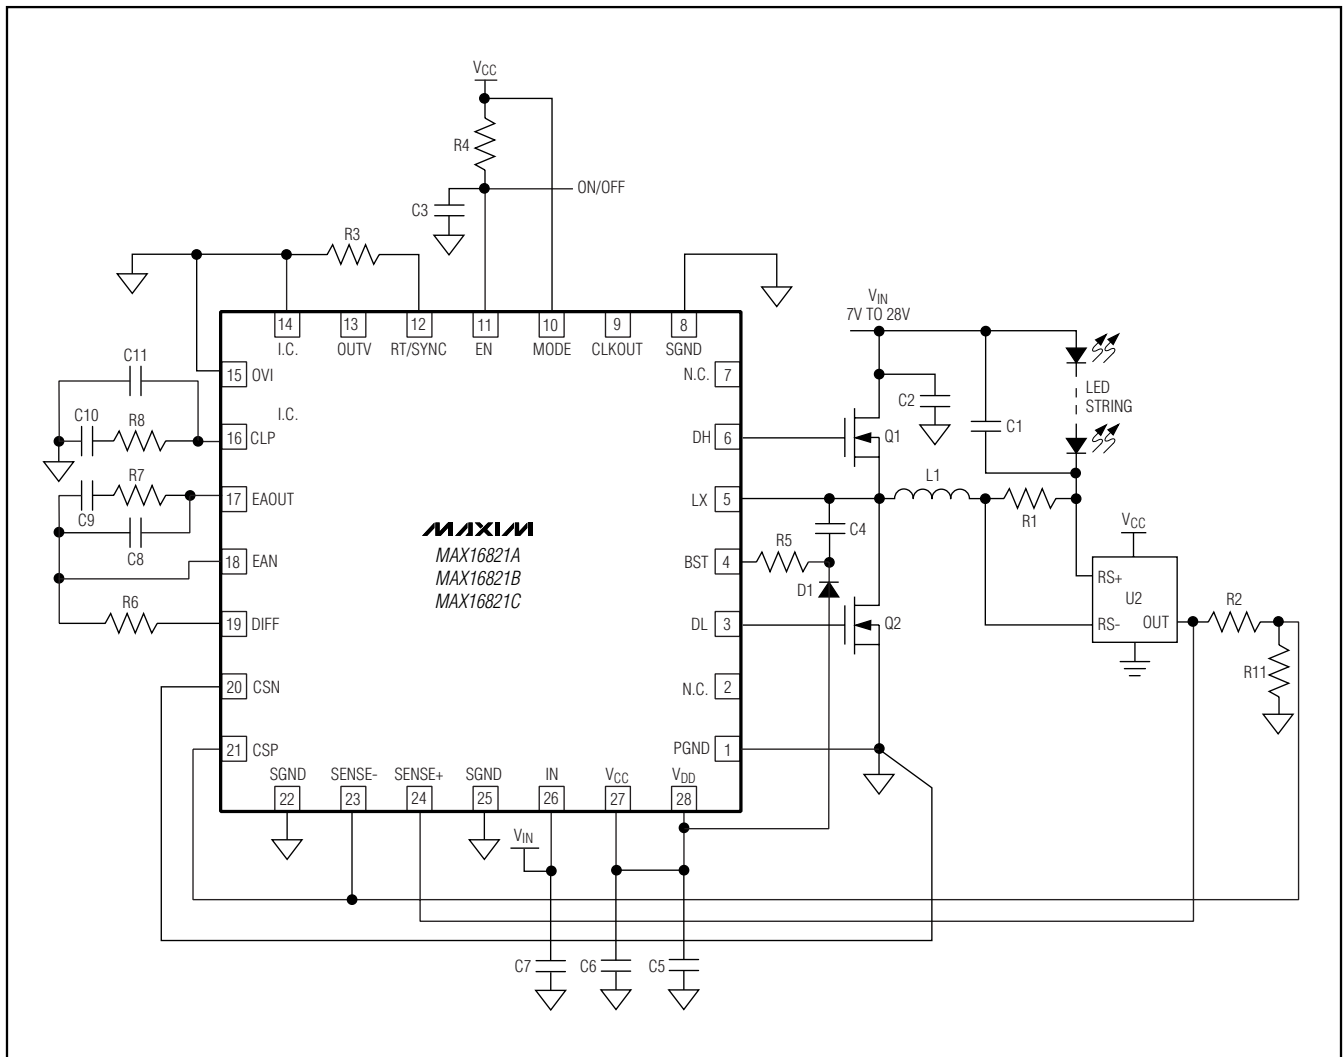 VCC
R4
ON/OFF
C3
R3
14 13 12 11 10 9 8
I.C. OUTV RT/SYNC EN MODE CLKOUT SGND
VIN
7V TO 28V
C11
15 OVI
N.C. 7
I.C.
C10 R8
16 CLP
DH 6
Q1
C2
C1
LED
STRING
R7
C9
17 EAOUT
LX 5
L1
R1
C8
C4
MAXIM
MAX16821A
MAX16821B
MAX16821C
18 EAN
BST 4
R5
D1
VCC
RS+
U2
RS-
OUT
R2
R11
R6
19 DIFF
DL 3
Q2
20 CSN
N.C. 2
21 CSP
PGND 1
SGND SENSE- SENSE+ SGND IN VCC VDD
22 23 24 25 26 27 28
VIN
C7 C6 C5